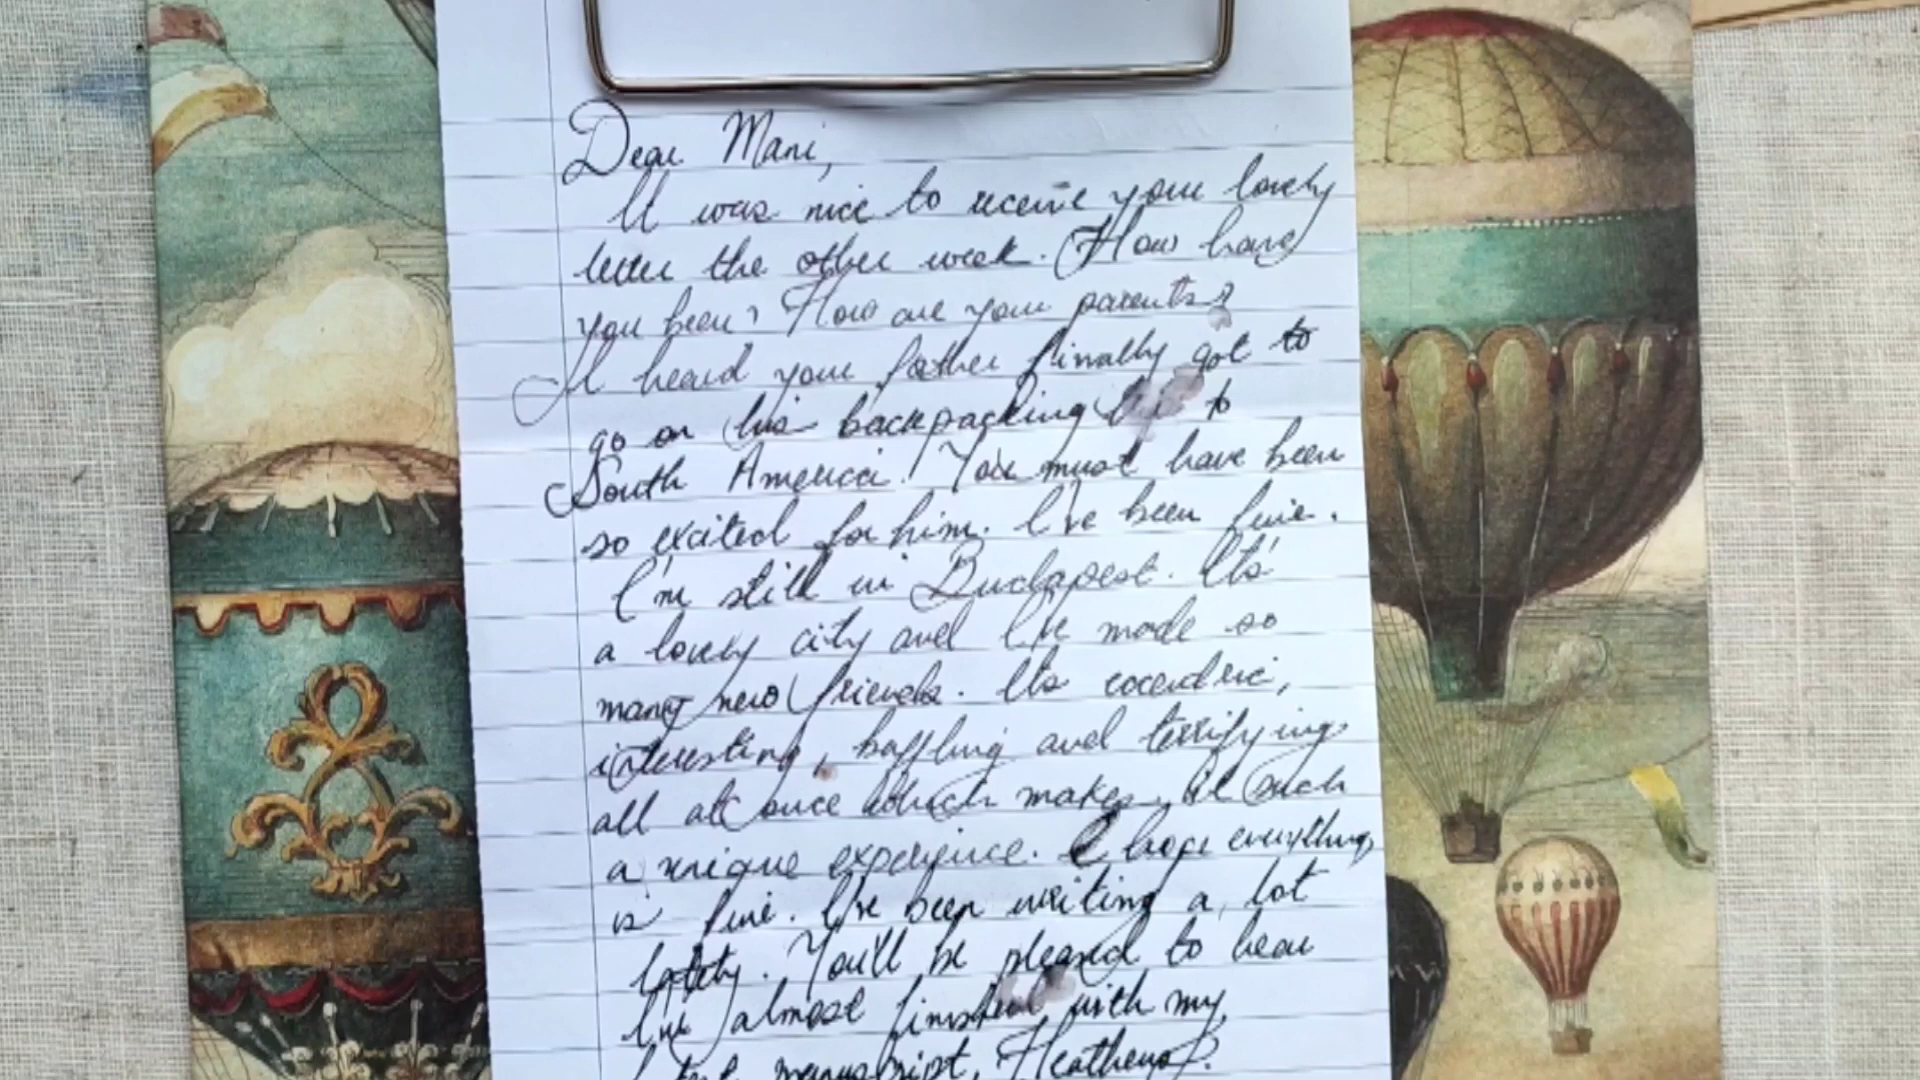 Dear Mani,
It was nice to receive your lovely
letter the other week. How have
you been? How are your parents?
I heard your father finally got to
go on his backpacking to
South America! You must have been
so excited for him. I've been fine.
I'm still in Budapest. It's
a lovely city and I've made so
many new friends. It's eccentric,
interesting, baffling and terrifying
all at once which makes it such
a unique experience. I hope everything
is fine. I've been writing a lot
lately. You'll be pleased to hear
I've almost finished with my
manuscript, Heathens.